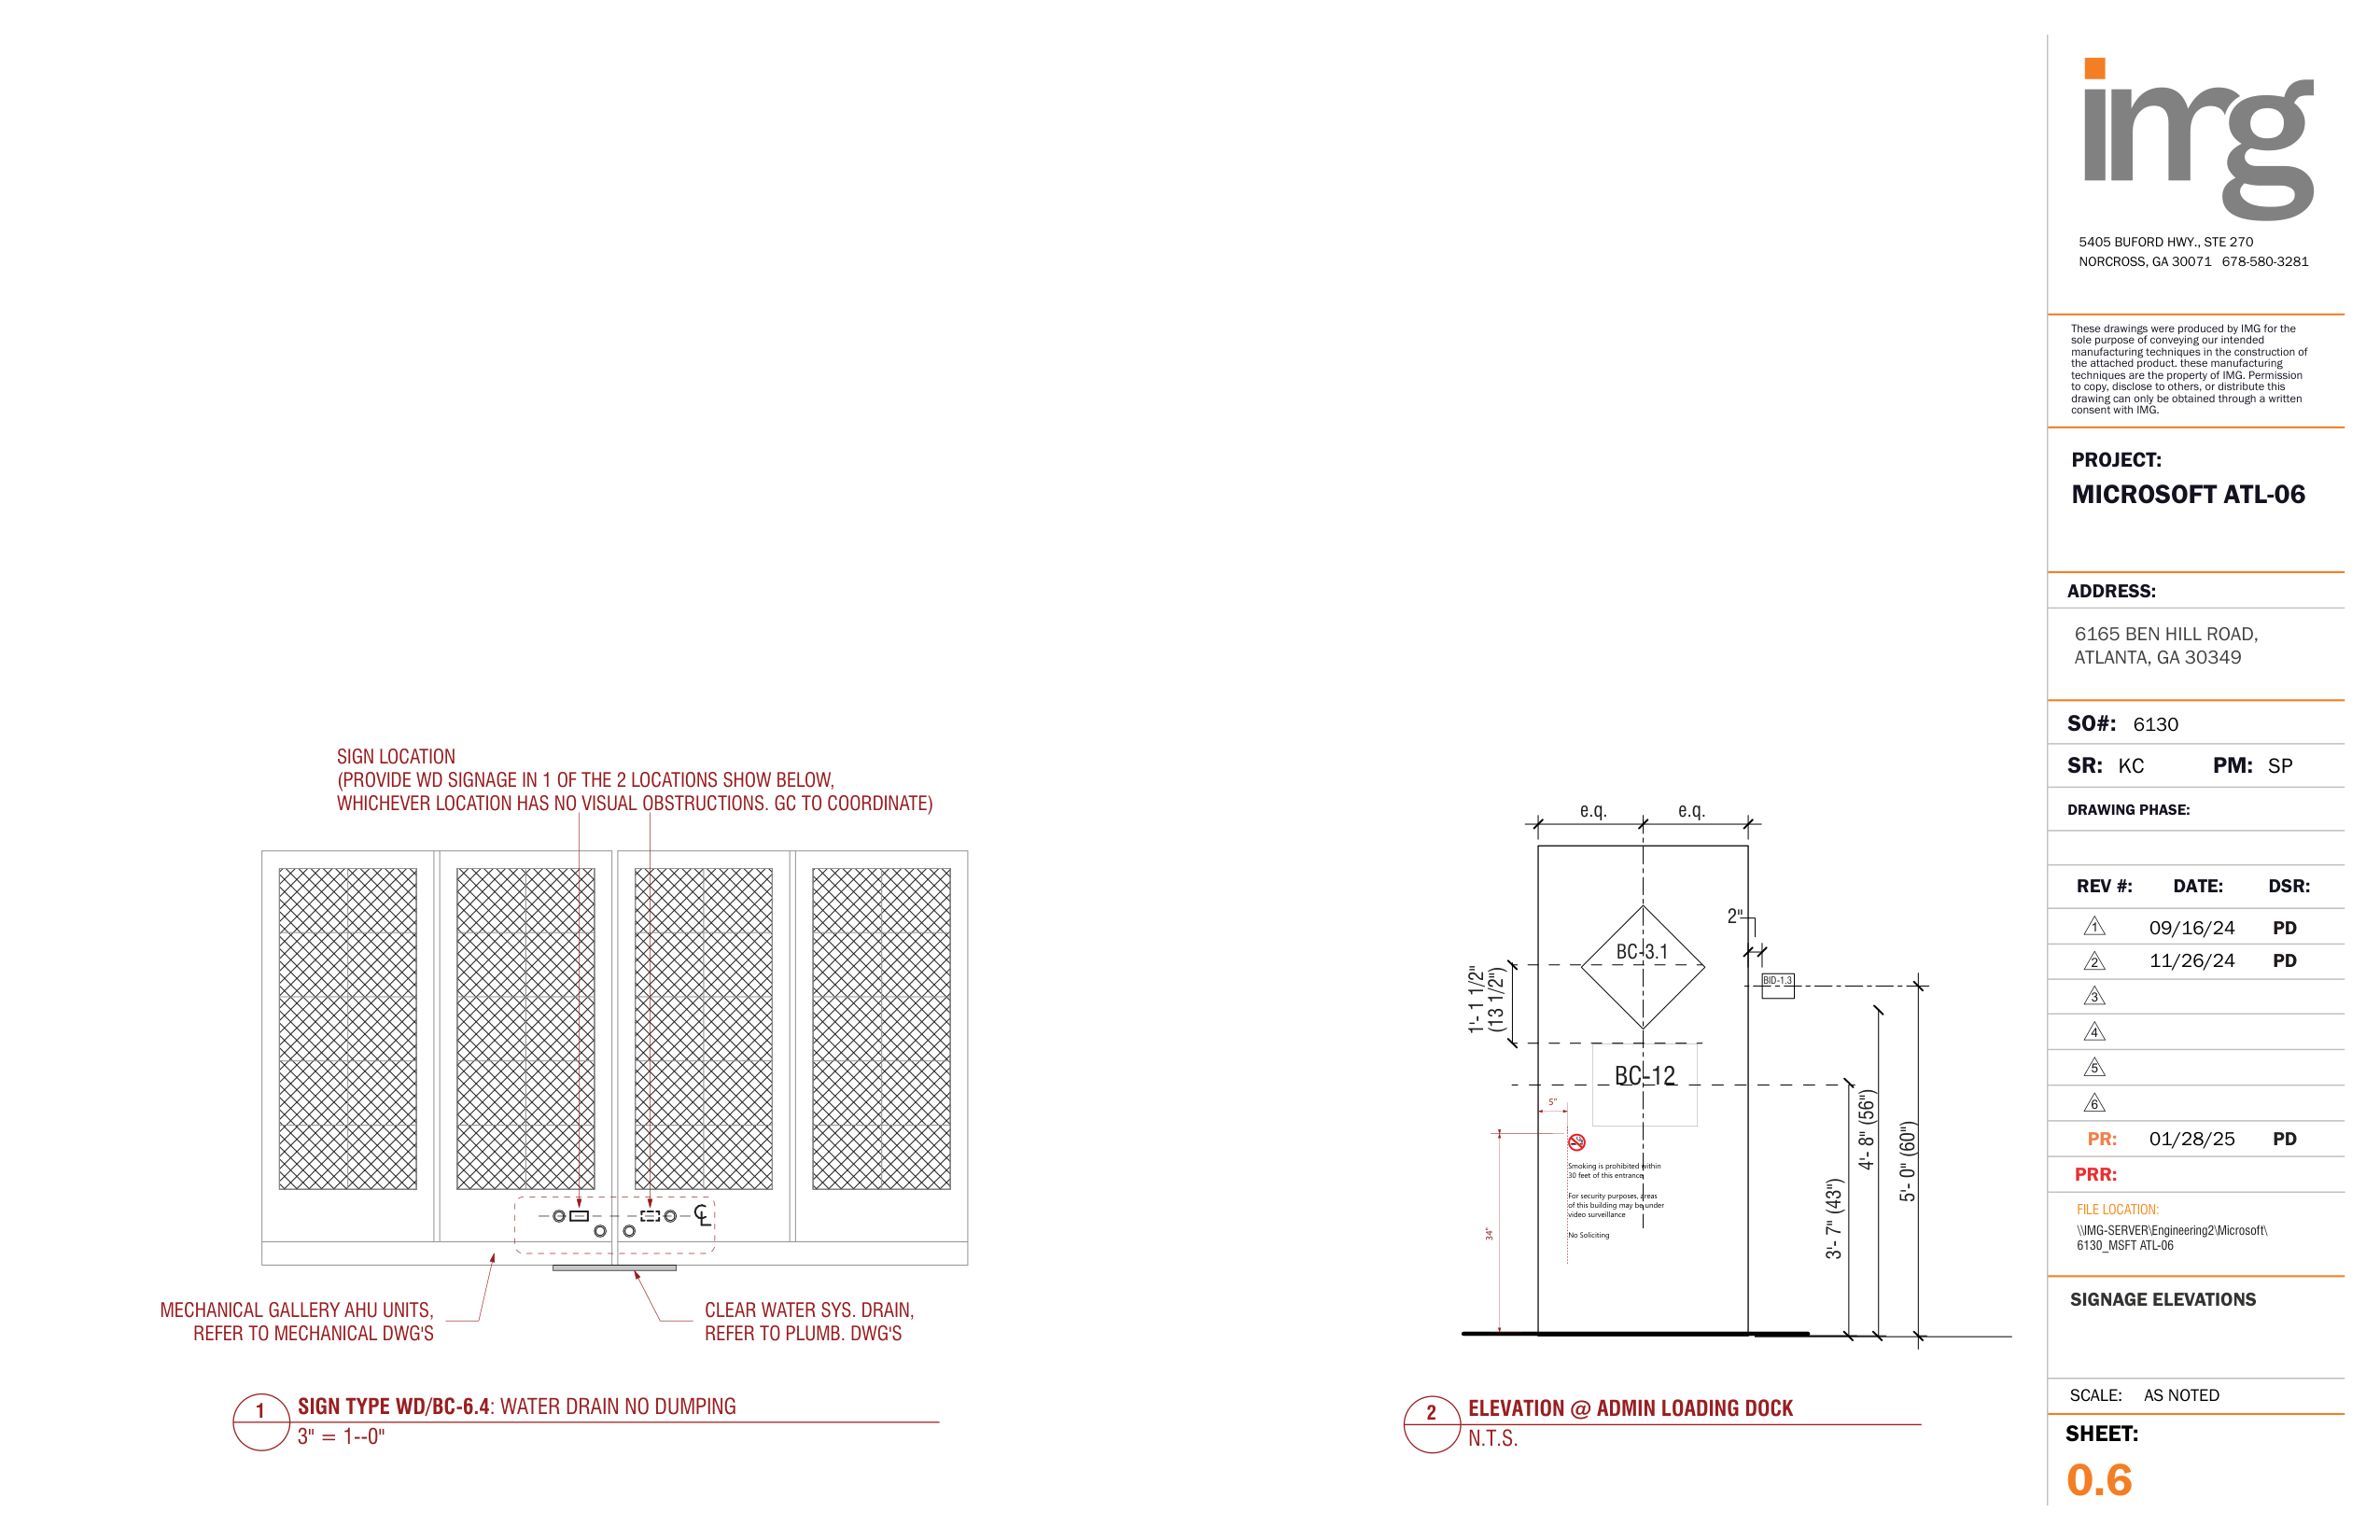 SIGN LOCATION
(PROVIDE WD SIGNAGE IN 1 OF THE 2 LOCATIONS SHOW BELOW,
WHICHEVER LOCATION HAS NO VISUAL OBSTRUCTIONS. GC TO COORDINATE)
CL
MECHANICAL GALLERY AHU UNITS,
REFER TO MECHANICAL DWG'S
CLEAR WATER SYS. DRAIN,
REFER TO PLUMB. DWG'S
1
SIGN TYPE WD/BC-6.4: WATER DRAIN NO DUMPING
3" = 1--0"
e.q.
e.q.
2"
BC-3.1
BID-1.3
1'- 1 1/2"
(13 1/2")
BC-12
5"
34"
Smoking is prohibited within
30 feet of this entrance
For security purposes, areas
of this building may be under
video surveillance
No Soliciting
3'- 7" (43")
4'- 8" (56")
5'- 0" (60")
2
ELEVATION @ ADMIN LOADING DOCK
N.T.S.
img
5405 BUFORD HWY., STE 270
NORCROSS, GA 30071 678-580-3281
These drawings were produced by IMG for the
sole purpose of conveying our intended
manufacturing techniques in the construction of
the attached product. these manufacturing
techniques are the property of IMG. Permission
to copy, disclose to others, or distribute this
drawing can only be obtained through a written
consent with IMG.
PROJECT:
MICROSOFT ATL-06
ADDRESS:
6165 BEN HILL ROAD,
ATLANTA, GA 30349
SO#: 6130
SR: KC PM: SP
DRAWING PHASE:
REV #: DATE: DSR:
1 09/16/24 PD
2 11/26/24 PD
3
4
5
6
PR: 01/28/25 PD
PRR:
FILE LOCATION:
\\IMG-SERVER\Engineering2\Microsoft\
6130_MSFT ATL-06
SIGNAGE ELEVATIONS
SCALE: AS NOTED
SHEET:
0.6